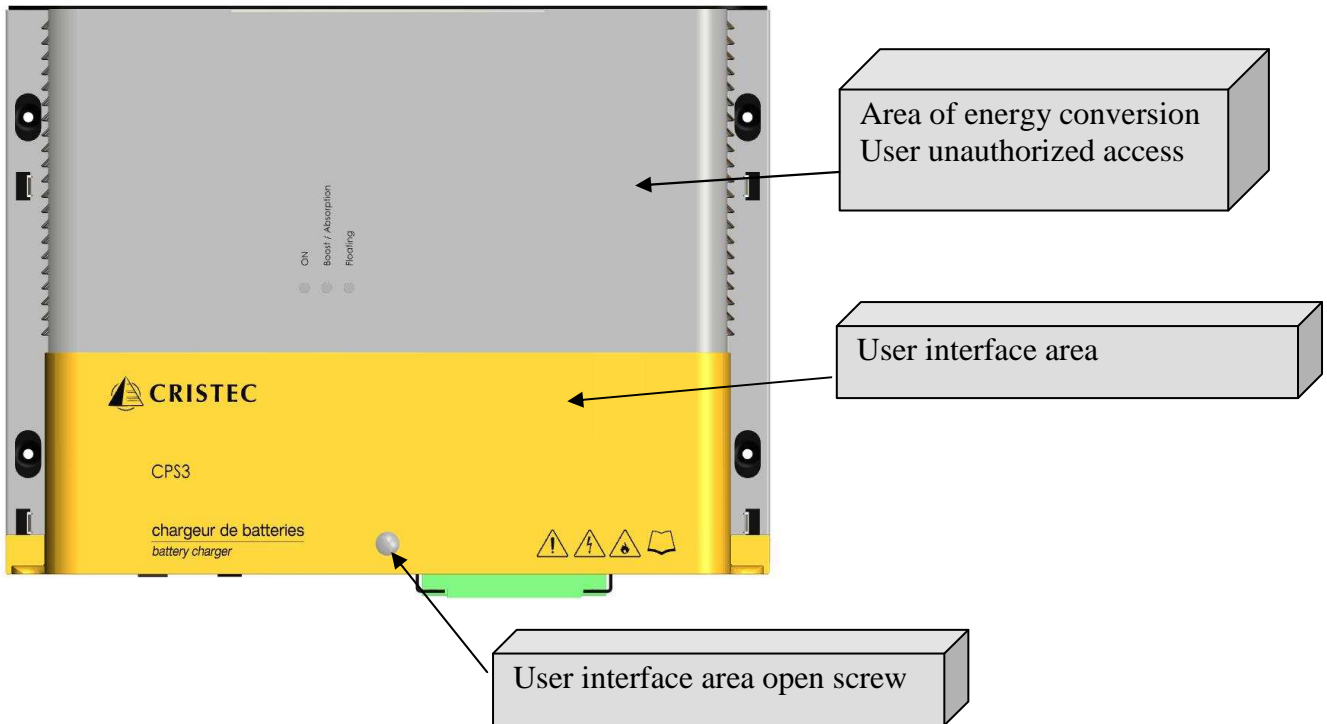 Area of energy conversion
User unauthorized access
ON
Boost / Absorption
Floating
User interface area
CRISTEC
CPS3
chargeur de batteries
battery charger
User interface area open screw